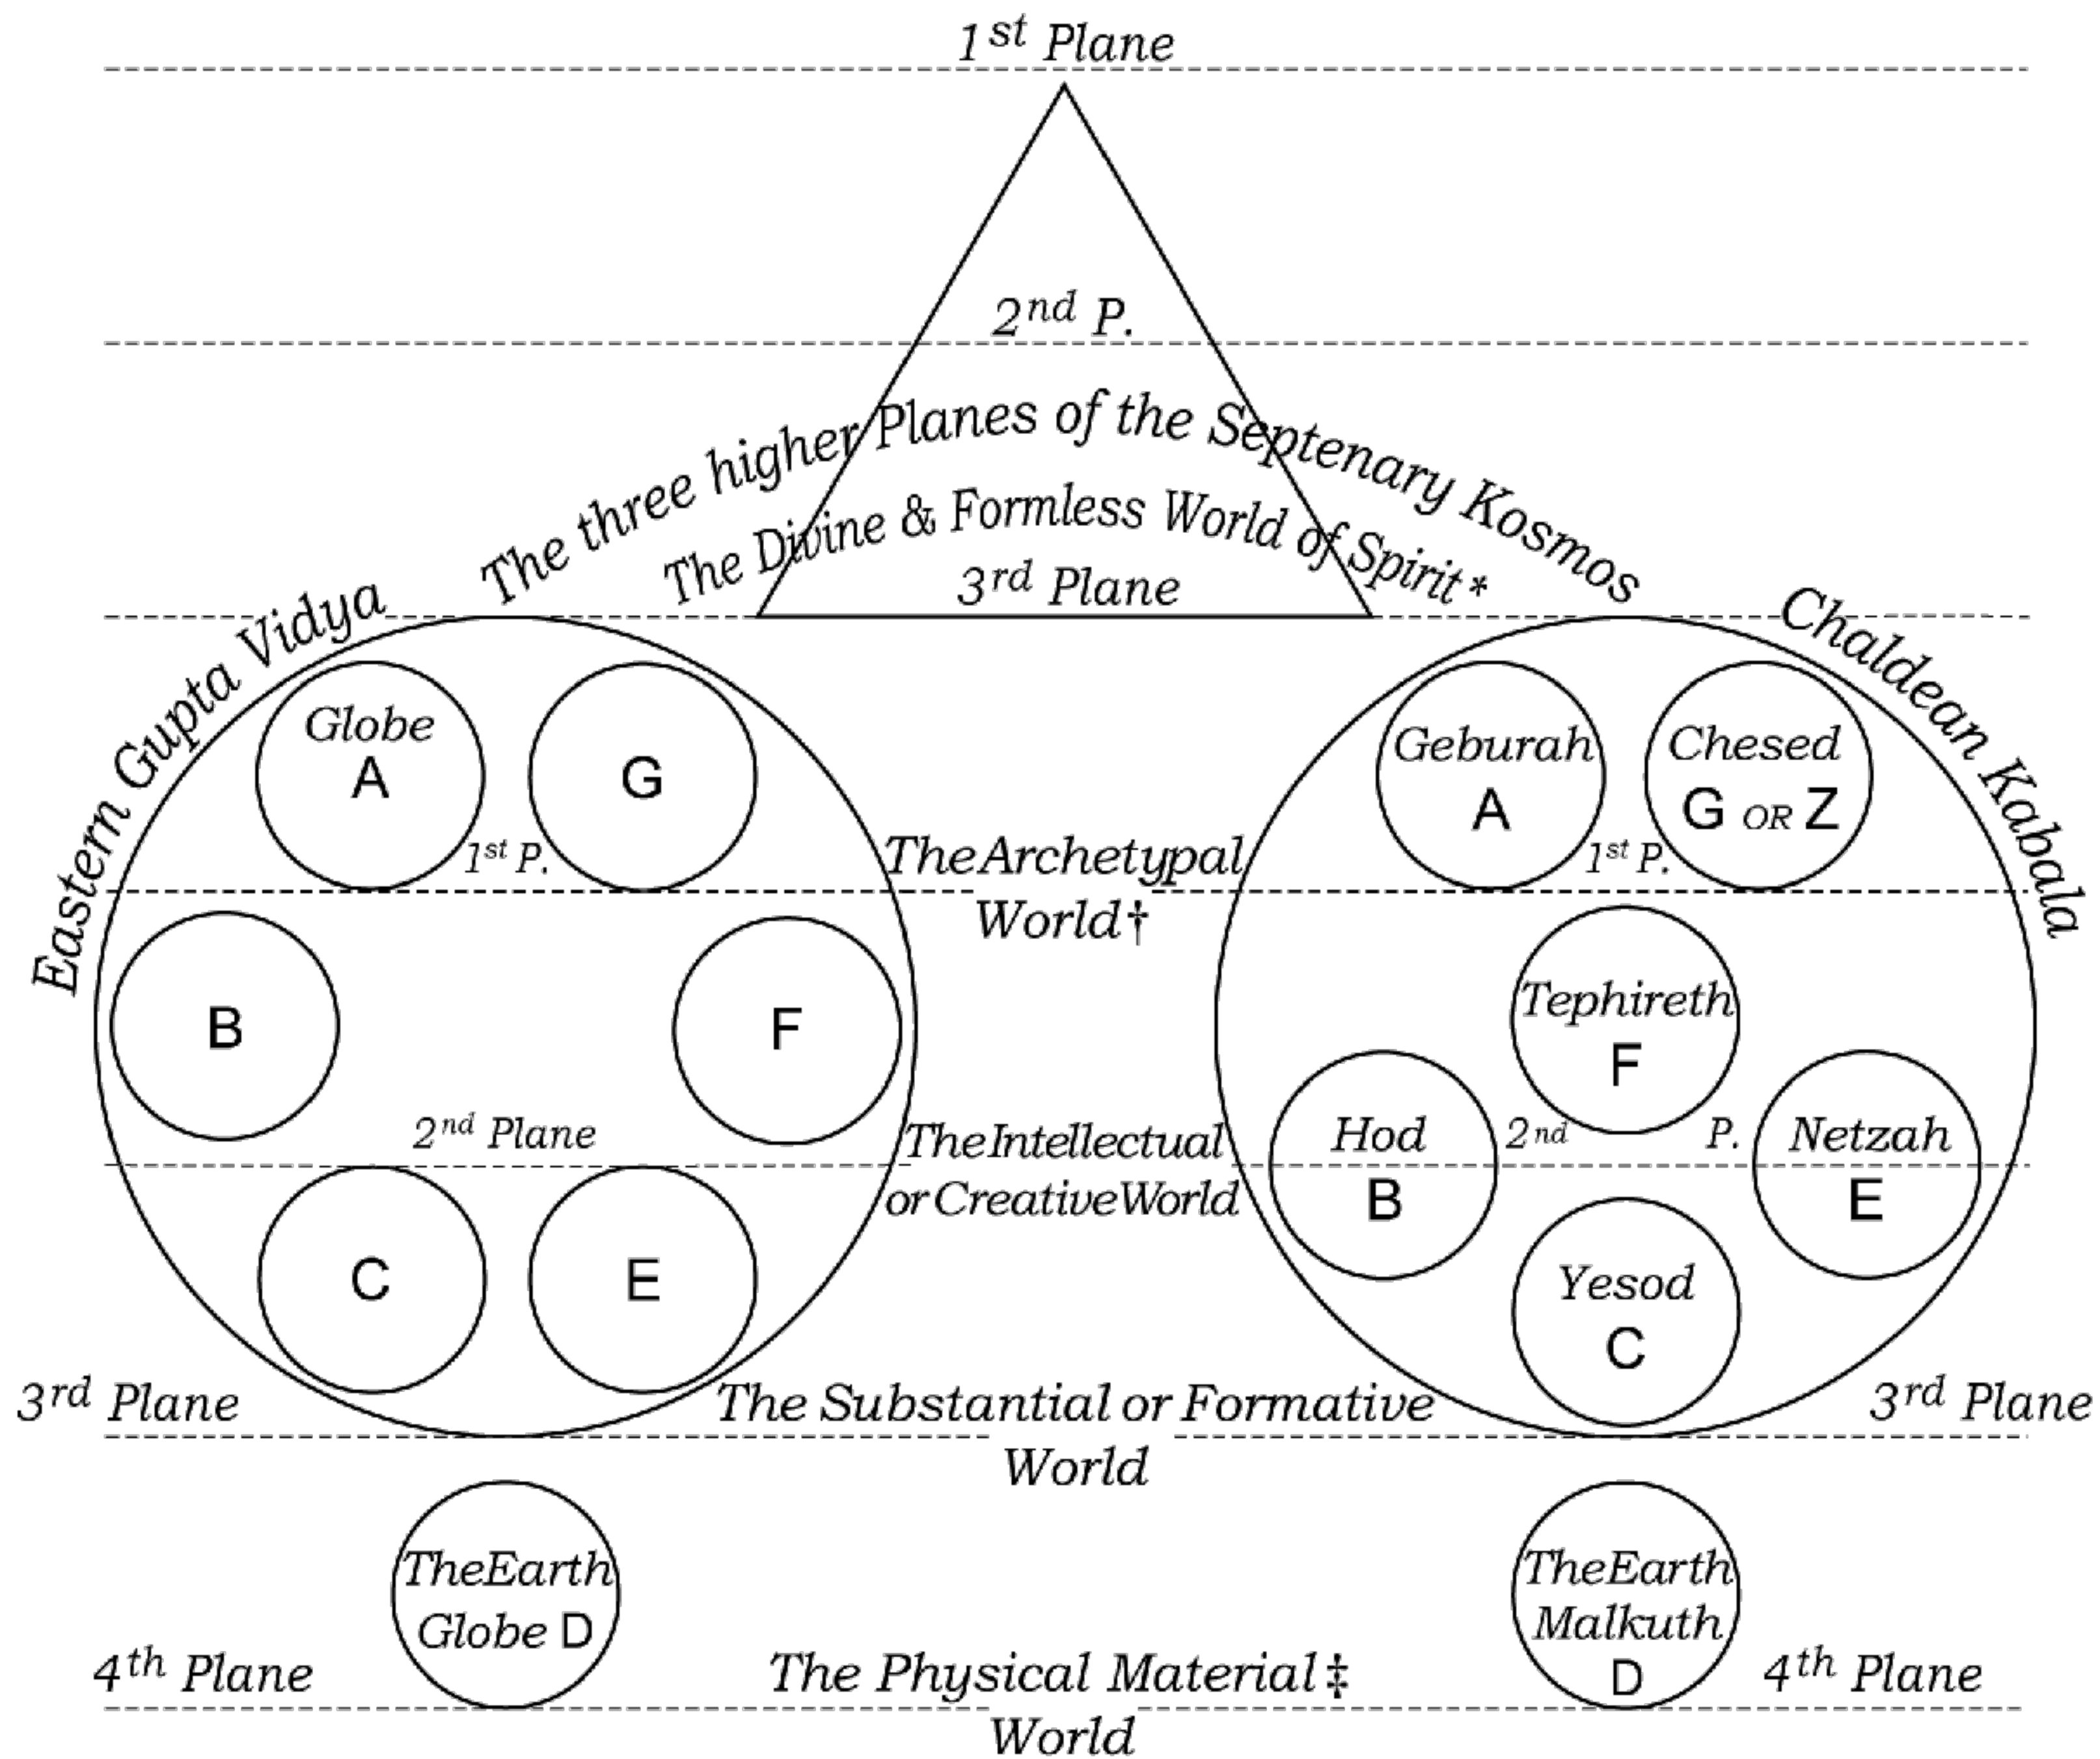 1st Plane
2nd P.
The three higher Planes of the Septenary Kosmos
The Divine & Formless World of Spirit*
3rd Plane
Eastern Gupta Vidya
Chaldean Kabala
Globe
A
G
1st P.
The Archetypal
World†
Geburah
A
Chesed
G OR Z
1st P.
B
F
2nd Plane
The Intellectual
or Creative World
Tephireth
F
Hod
B
2nd P.
Netzah
E
C
E
Yesod
C
3rd Plane
The Substantial or Formative
World
3rd Plane
The Earth
Globe D
The Earth
Malkuth
D
4th Plane
The Physical Material‡
World
4th Plane